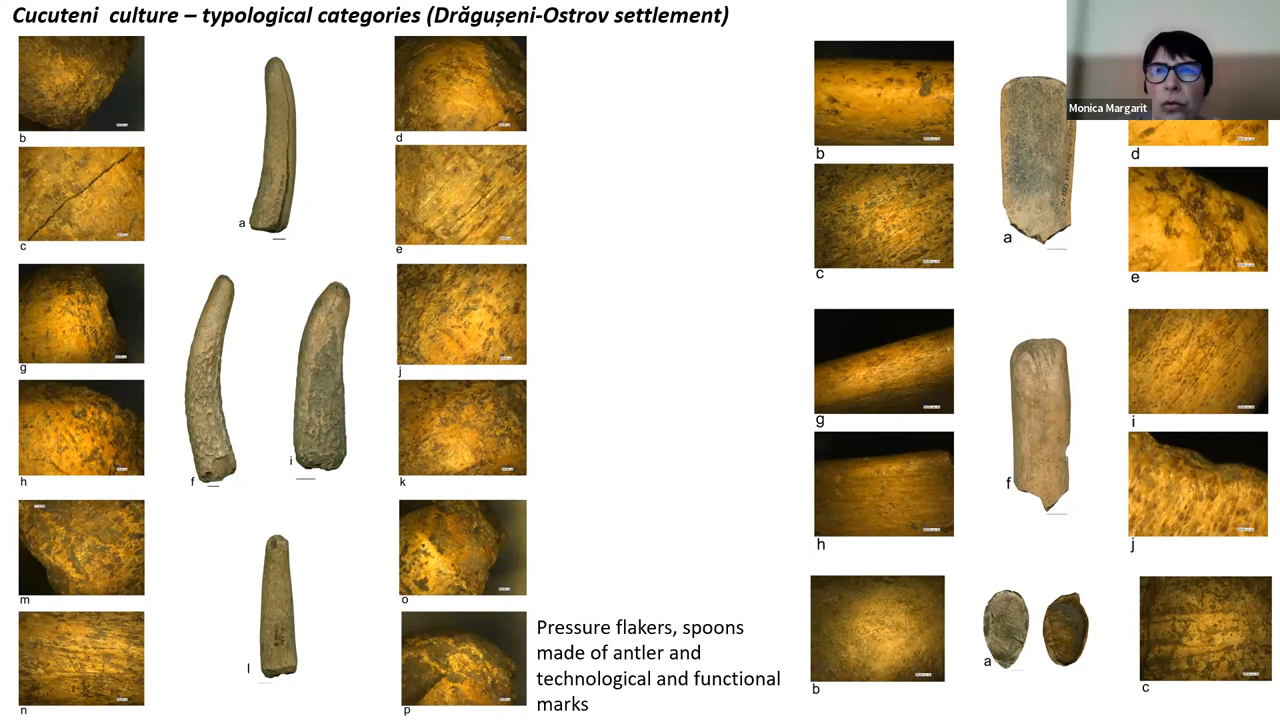 Cucuteni culture – typological categories (Drăgușeni-Ostrov settlement)
Monica Margarit
b
c
a
d
e
g
h
f
i
j
k
m
n
l
o
p
Pressure flakers, spoons
made of antler and
technological and functional
marks
b
c
a
d
e
g
h
f
i
j
b
a
c